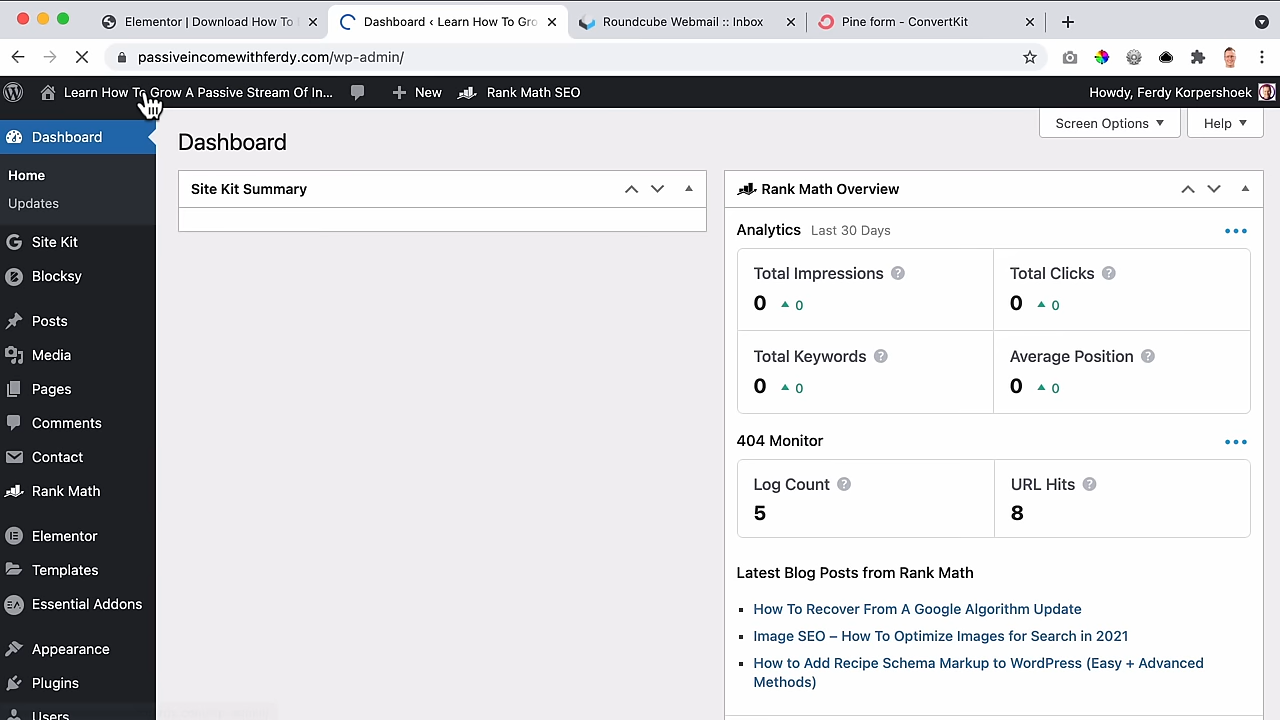 Elementor | Download How To
Dashboard ‹ Learn How To Gro
Roundcube Webmail :: Inbox
Pine form - ConvertKit
passiveincomewithferdy.com/wp-admin/
Learn How To Grow A Passive Stream Of In...
New
Rank Math SEO
Howdy, Ferdy Korpershoek
Dashboard
Home
Updates
Site Kit
Blocksy
Posts
Media
Pages
Comments
Contact
Rank Math
Elementor
Templates
Essential Addons
Appearance
Plugins
Users
Screen Options
Help
Dashboard
Site Kit Summary
Rank Math Overview
Analytics Last 30 Days
Total Impressions
0 0
Total Clicks
0 0
Total Keywords
0 0
Average Position
0 0
404 Monitor
Log Count
5
URL Hits
8
Latest Blog Posts from Rank Math
How To Recover From A Google Algorithm Update
Image SEO – How To Optimize Images for Search in 2021
How to Add Recipe Schema Markup to WordPress (Easy + Advanced
Methods)